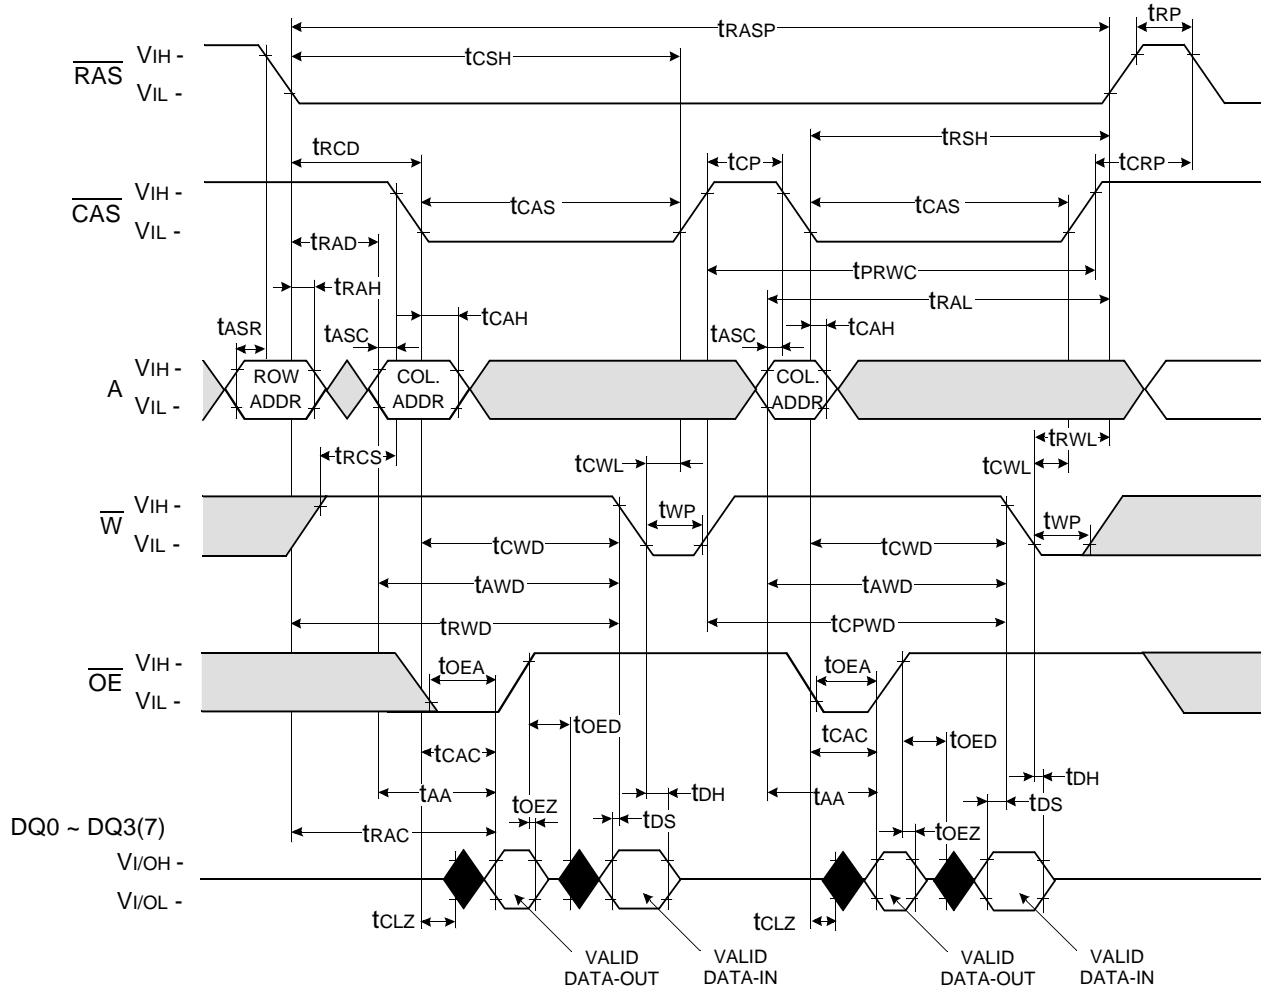 tRP
tRASP
tCSH
RAS
VIH -
VIL -
tRSH
tRCD
tCP
tCRP
CAS
VIH -
VIL -
tCAS
tCAS
tRAD
tPRWC
tRAH
tRAL
tASR
tASC
tCAH
tASC
tCAH
A
VIH -
VIL -
ROW
ADDR
COL.
ADDR
COL.
ADDR
tRWL
tRCS
tCWL
tCWL
W
VIH -
VIL -
tWP
tWP
tCWD
tCWD
tAWD
tAWD
tRWD
tCPWD
OE
VIH -
VIL -
tOEA
tOEA
tOED
tCAC
tCAC
tOED
tAA
tDH
tAA
tDH
tOEZ
tDS
tDS
DQ0 ~ DQ3(7)
tRAC
tOEZ
VI/OH -
VI/OL -
tCLZ
tCLZ
VALID
DATA-OUT
VALID
DATA-IN
VALID
DATA-OUT
VALID
DATA-IN